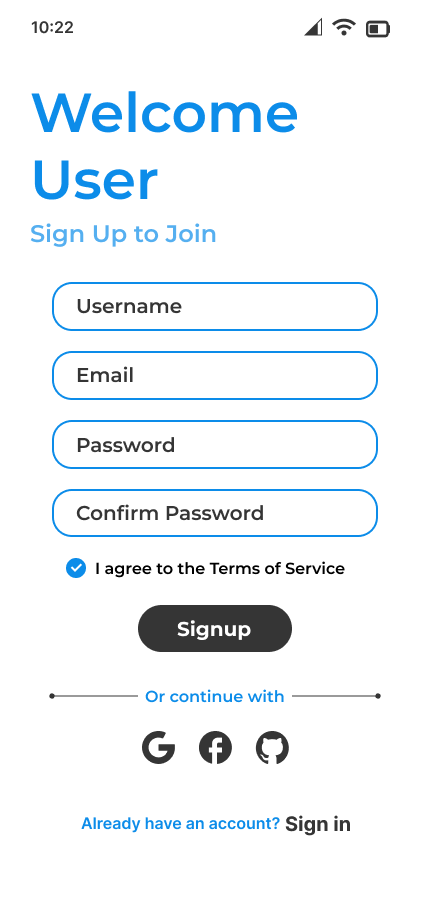 10:22
Welcome
User
Sign Up to Join
Username
Email
Password
Confirm Password
I agree to the Terms of Service
Signup
Or continue with
Already have an account? Sign in